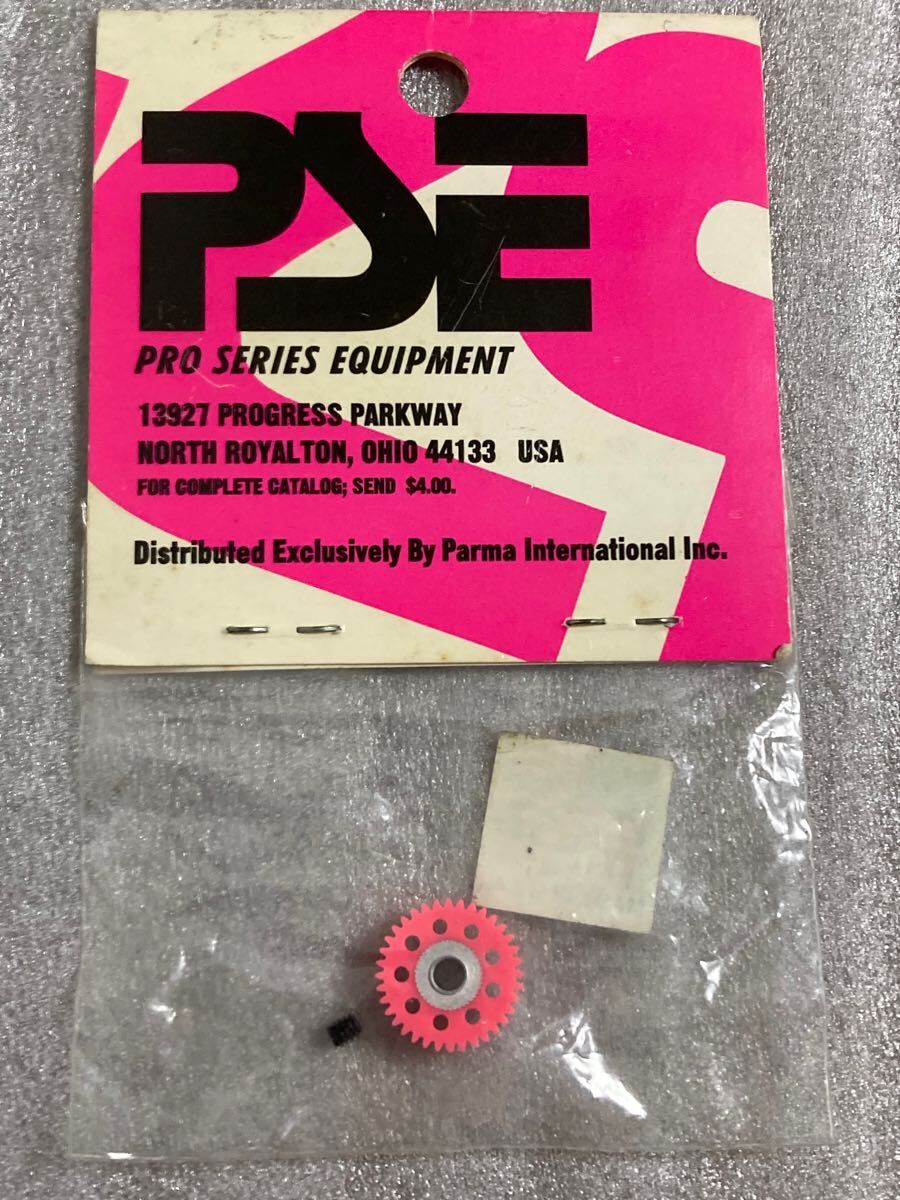 PSE
PRO SERIES EQUIPMENT
13927 PROGRESS PARKWAY
NORTH ROYALTON, OHIO 44133 USA
FOR COMPLETE CATALOG; SEND $4.00.
Distributed Exclusively By Parma International Inc.